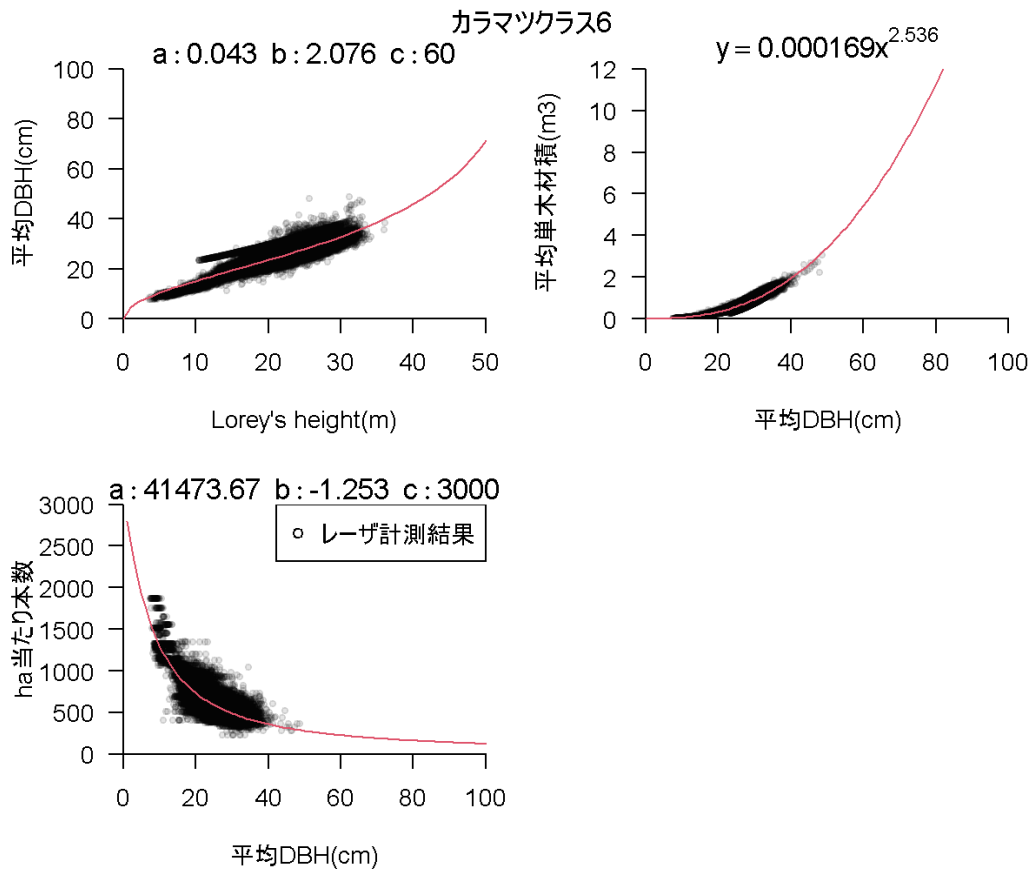 カラマツクラス6
a : 0.043 b : 2.076 c : 60
平均DBH(cm)
100
80
60
40
20
0
0 10 20 30 40 50
Lorey's height(m)
y = 0.000169x^2.536
平均単木材積(m3)
12
10
8
6
4
2
0
0 20 40 60 80 100
平均DBH(cm)
a : 41473.67 b : -1.253 c : 3000
レーザ計測結果
ha当たり本数
3000
2500
2000
1500
1000
500
0
0 20 40 60 80 100
平均DBH(cm)